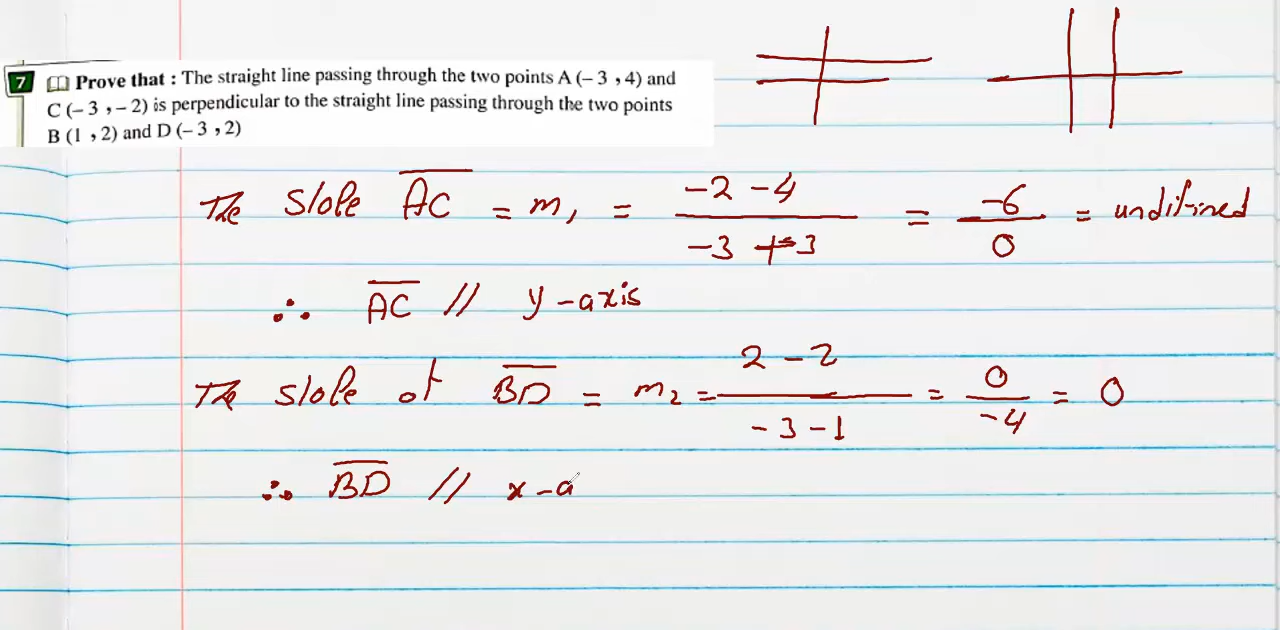 7 Prove that : The straight line passing through the two points A (– 3 , 4) and
C (– 3 , – 2) is perpendicular to the straight line passing through the two points
B (1 , 2) and D (– 3 , 2)
The slope AC = m₁ = (-2 -4)/(-3 +3) = -6/0 = undifined
∴ AC // y-axis
The slope of BD = m₂ = (2 - 2)/(-3 -1) = 0/-4 = 0
∴ BD // x-a